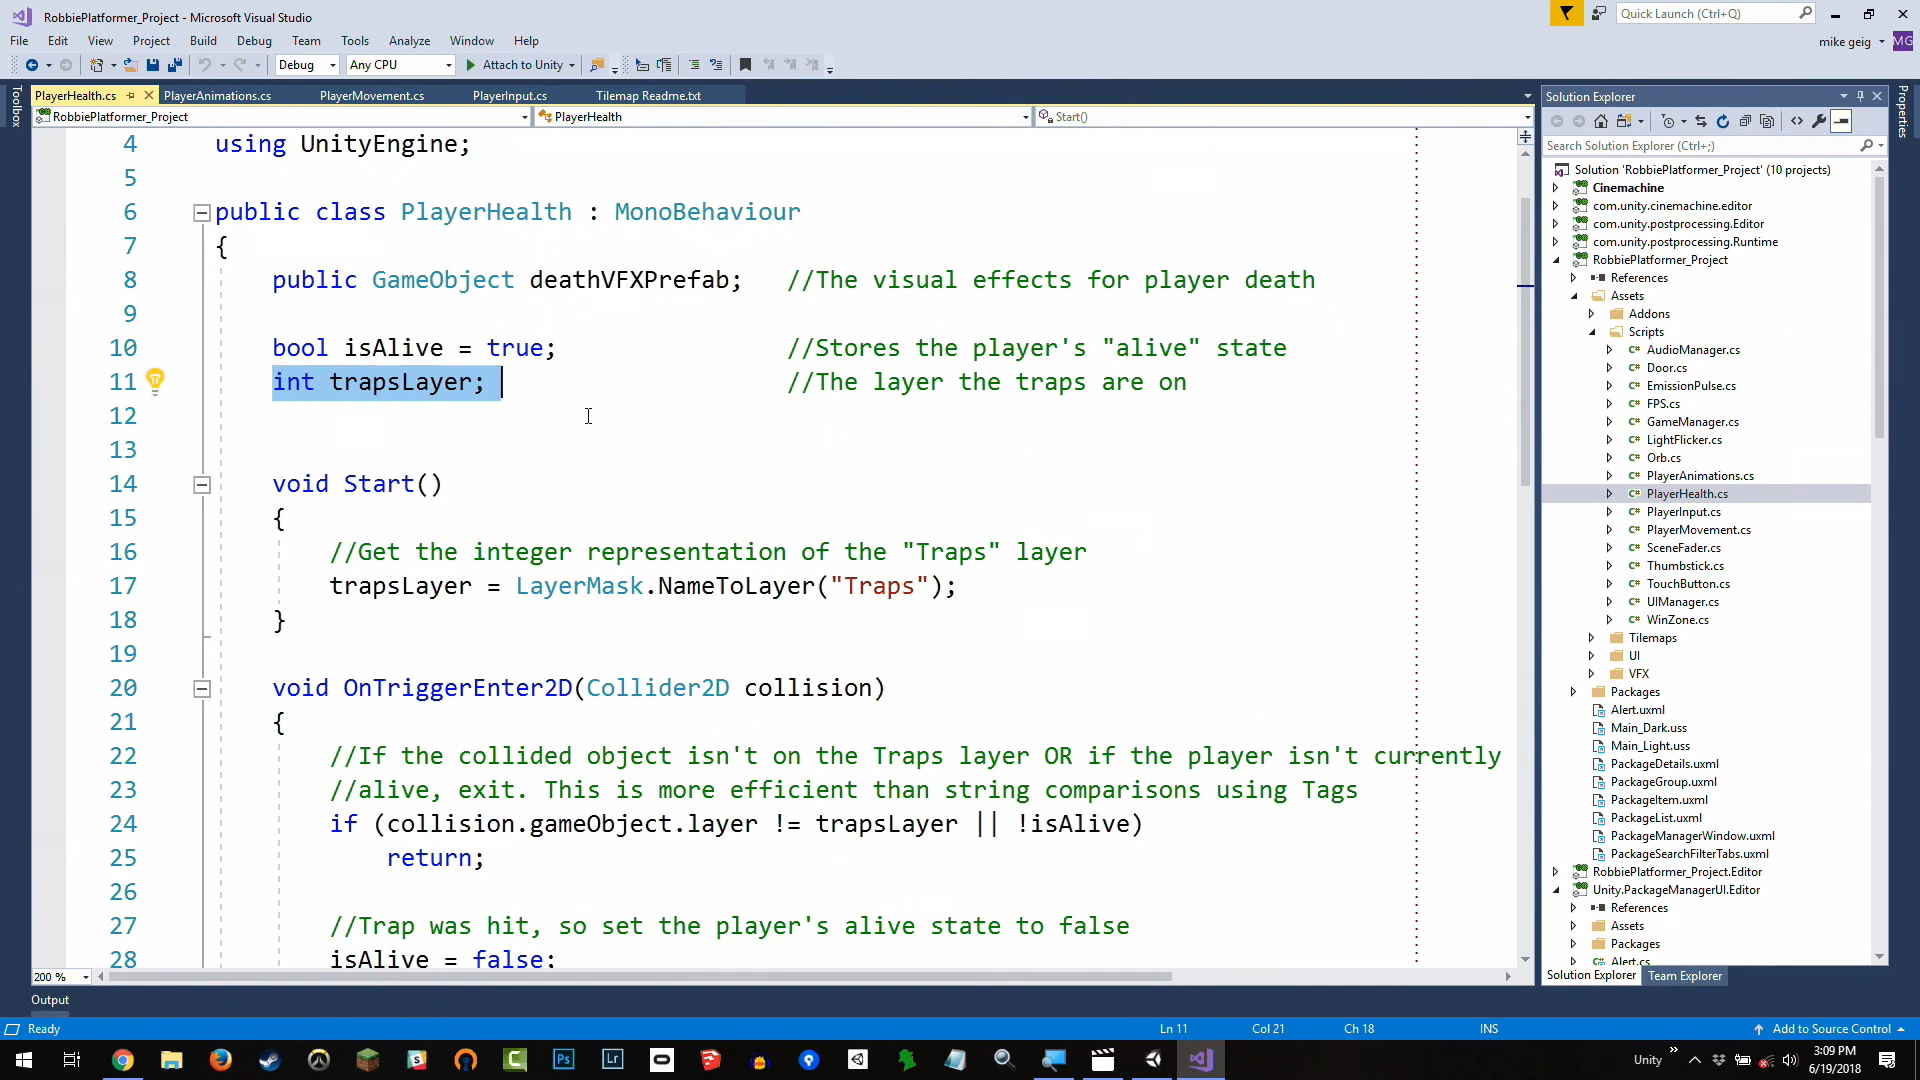 RobbiePlatformer_Project - Microsoft Visual Studio
Quick Launch (Ctrl+Q)
File Edit View Project Build Debug Team Tools Analyze Window Help
mike geig MG
Debug Any CPU Attach to Unity
Toolbox
PlayerHealth.cs PlayerAnimations.cs PlayerMovement.cs PlayerInput.cs Tilemap Readme.txt
RobbiePlatformer_Project PlayerHealth Start()
4 using UnityEngine;
5
6 public class PlayerHealth : MonoBehaviour
7 {
8 public GameObject deathVFXPrefab; //The visual effects for player death
9
10 bool isAlive = true; //Stores the player's "alive" state
11 int trapsLayer; //The layer the traps are on
12
13
14 void Start()
15 {
16 //Get the integer representation of the "Traps" layer
17 trapsLayer = LayerMask.NameToLayer("Traps");
18 }
19
20 void OnTriggerEnter2D(Collider2D collision)
21 {
22 //If the collided object isn't on the Traps layer OR if the player isn't currently
23 //alive, exit. This is more efficient than string comparisons using Tags
24 if (collision.gameObject.layer != trapsLayer || !isAlive)
25 return;
26
27 //Trap was hit, so set the player's alive state to false
28 isAlive = false;
200 %
Solution Explorer
Search Solution Explorer (Ctrl+;)
Solution 'RobbiePlatformer_Project' (10 projects)
Cinemachine
com.unity.cinemachine.editor
com.unity.postprocessing.Editor
com.unity.postprocessing.Runtime
RobbiePlatformer_Project
References
Assets
Addons
Scripts
C# AudioManager.cs
C# Door.cs
C# EmissionPulse.cs
C# FPS.cs
C# GameManager.cs
C# LightFlicker.cs
C# Orb.cs
C# PlayerAnimations.cs
C# PlayerHealth.cs
C# PlayerInput.cs
C# PlayerMovement.cs
C# SceneFader.cs
C# Thumbstick.cs
C# TouchButton.cs
C# UIManager.cs
C# WinZone.cs
Tilemaps
UI
VFX
Packages
Alert.uxml
Main_Dark.uss
Main_Light.uss
PackageDetails.uxml
PackageGroup.uxml
PackageItem.uxml
PackageList.uxml
PackageManagerWindow.uxml
PackageSearchFilterTabs.uxml
RobbiePlatformer_Project.Editor
Unity.PackageManagerUI.Editor
References
Assets
Packages
C# Alert.cs
Solution Explorer Team Explorer
Properties
Output
Ready Ln 11 Col 21 Ch 18 INS Add to Source Control
Ps Lr
Unity
3:09 PM
6/19/2018